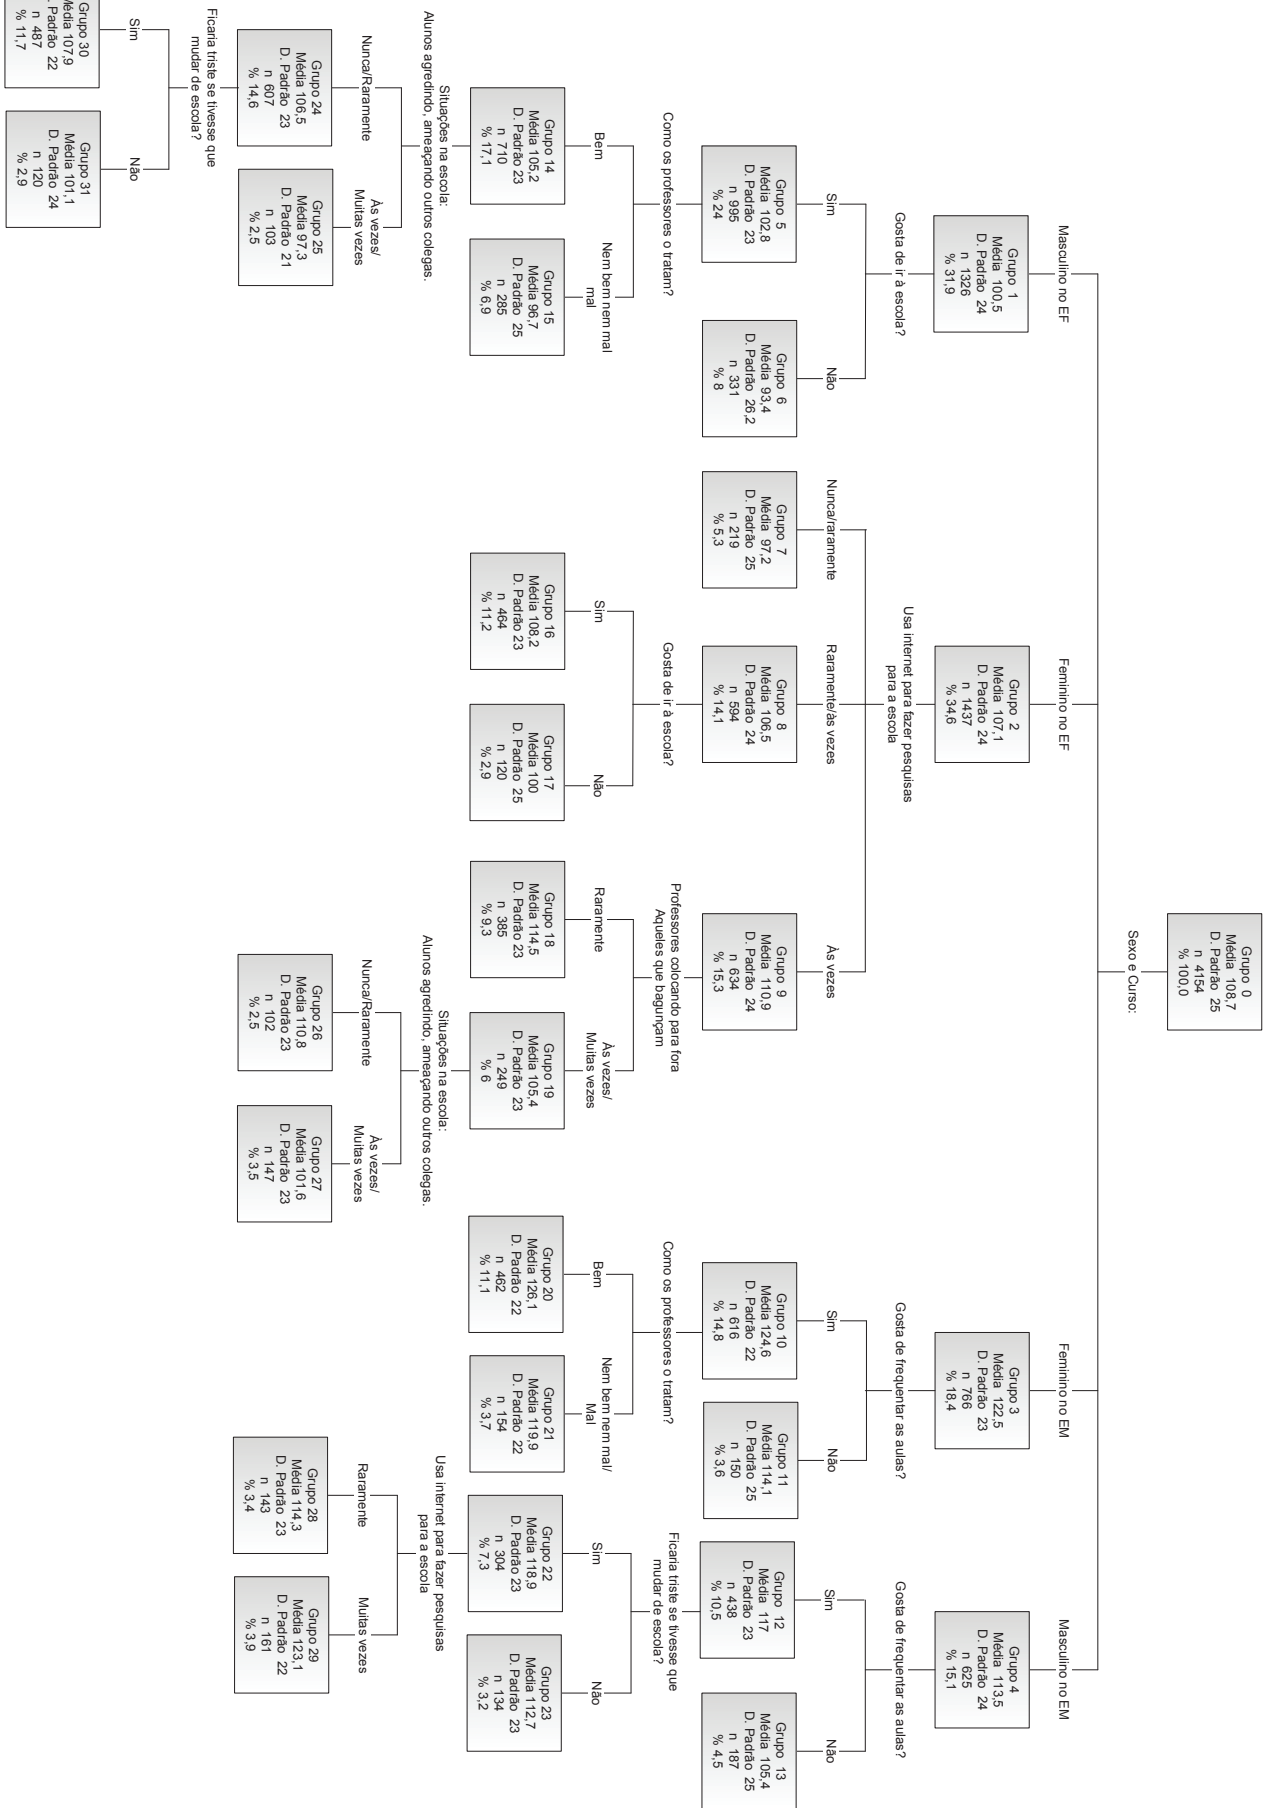 Grupo 0
Média 108,7
D. Padrão 25
n 4154
% 100,0
Sexo e Curso:
Masculino no EF
Feminino no EF
Feminino no EM
Masculino no EM
Grupo 1
Média 100,5
D. Padrão 24
n 1326
% 31,9
Grupo 2
Média 107,1
D. Padrão 24
n 1437
% 34,6
Grupo 3
Média 122,5
D. Padrão 23
n 766
% 18,4
Grupo 4
Média 113,5
D. Padrão 24
n 625
% 15,1
Gosta de ir à escola?
Usa internet para fazer pesquisas
para a escola
Gosta de frequentar as aulas?
Gosta de frequentar as aulas?
Sim
Não
Nunca/raramente
Raramente/às vezes
Às vezes
Sim
Não
Sim
Não
Grupo 5
Média 102,8
D. Padrão 23
n 995
% 24
Grupo 6
Média 93,4
D. Padrão 26,2
n 331
% 8
Grupo 7
Média 97,2
D. Padrão 25
n 219
% 5,3
Grupo 8
Média 106,5
D. Padrão 24
n 594
% 14,1
Grupo 9
Média 110,9
D. Padrão 24
n 634
% 15,3
Grupo 10
Média 124,6
D. Padrão 22
n 616
% 14,8
Grupo 11
Média 114,1
D. Padrão 25
n 150
% 3,6
Grupo 12
Média 117
D. Padrão 23
n 438
% 10,5
Grupo 13
Média 105,4
D. Padrão 25
n 187
% 4,5
Como os professores o tratam?
Gosta de ir à escola?
Professores colocando para fora
Aqueles que bagunçam
Como os professores o tratam?
Ficaria triste se tivesse que
mudar de escola?
Bem
Nem bem nem mal
mal
Sim
Não
Raramente
Às vezes/
Muitas vezes
Bem
Nem bem nem mal/
Mal
Sim
Não
Grupo 14
Média 105,2
D. Padrão 23
n 710
% 17,1
Grupo 15
Média 96,7
D. Padrão 25
n 285
% 6,9
Grupo 16
Média 108,2
D. Padrão 23
n 464
% 11,2
Grupo 17
Média 100
D. Padrão 25
n 120
% 2,9
Grupo 18
Média 114,5
D. Padrão 23
n 385
% 9,3
Grupo 19
Média 105,4
D. Padrão 23
n 249
% 6
Grupo 20
Média 126,1
D. Padrão 22
n 462
% 11,1
Grupo 21
Média 119,9
D. Padrão 22
n 154
% 3,7
Grupo 22
Média 118,9
D. Padrão 23
n 304
% 7,3
Grupo 23
Média 112,7
D. Padrão 23
n 134
% 3,2
Situações na escola:
Alunos agredindo, ameaçando outros colegas.
Situações na escola:
Alunos agredindo, ameaçando outros colegas.
Usa internet para fazer pesquisas
para a escola
Nunca/Raramente
Às vezes/
Muitas vezes
Nunca/Raramente
Às vezes/
Muitas vezes
Raramente
Muitas vezes
Grupo 24
Média 106,5
D. Padrão 23
n 607
% 14,6
Grupo 25
Média 97,3
D. Padrão 21
n 103
% 2,5
Grupo 26
Média 110,8
D. Padrão 23
n 102
% 2,5
Grupo 27
Média 101,6
D. Padrão 23
n 147
% 3,5
Grupo 28
Média 114,3
D. Padrão 23
n 143
% 3,4
Grupo 29
Média 123,1
D. Padrão 22
n 161
% 3,9
Ficaria triste se tivesse que
mudar de escola?
Sim
Não
Grupo 30
Média 107,9
D. Padrão 22
n 487
% 11,7
Grupo 31
Média 101,1
D. Padrão 24
n 120
% 2,9